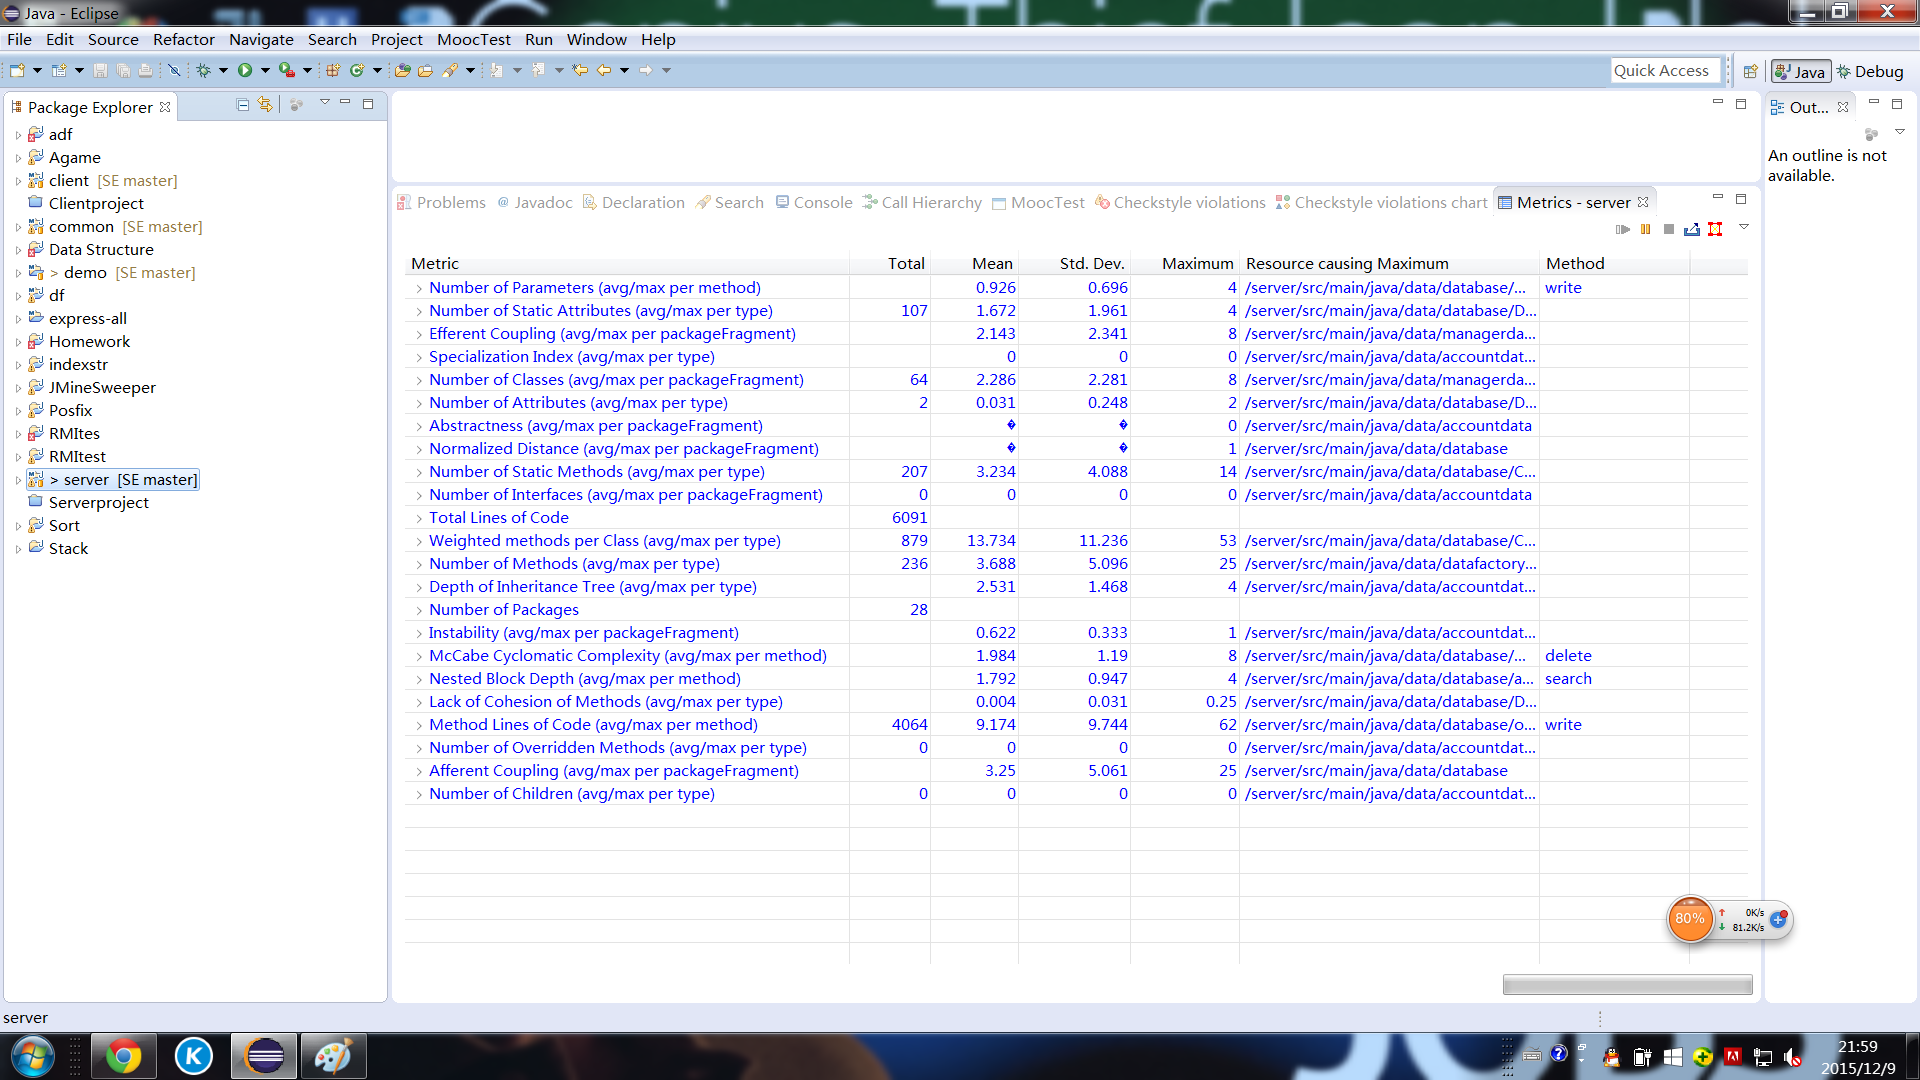 Java - Eclipse
File Edit Source Refactor Navigate Search Project MoocTest Run Window Help
Quick Access
Java
Debug
Package Explorer
adf
Agame
client [SE master]
Clientproject
common [SE master]
Data Structure
> demo [SE master]
df
express-all
Homework
indexstr
JMineSweeper
Posfix
RMItes
RMItest
> server [SE master]
Serverproject
Sort
Stack
Problems @ Javadoc Declaration Search Console Call Hierarchy MoocTest Checkstyle violations Checkstyle violations chart Metrics - server
Metric Total Mean Std. Dev. Maximum Resource causing Maximum Method
Number of Parameters (avg/max per method) 0.926 0.696 4 /server/src/main/java/data/database/... write
Number of Static Attributes (avg/max per type) 107 1.672 1.961 4 /server/src/main/java/data/database/D...
Efferent Coupling (avg/max per packageFragment) 2.143 2.341 8 /server/src/main/java/data/managerda...
Specialization Index (avg/max per type) 0 0 0 /server/src/main/java/data/accountdat...
Number of Classes (avg/max per packageFragment) 64 2.286 2.281 8 /server/src/main/java/data/managerda...
Number of Attributes (avg/max per type) 2 0.031 0.248 2 /server/src/main/java/data/database/D...
Abstractness (avg/max per packageFragment) � � 0 /server/src/main/java/data/accountdata
Normalized Distance (avg/max per packageFragment) � � 1 /server/src/main/java/data/database
Number of Static Methods (avg/max per type) 207 3.234 4.088 14 /server/src/main/java/data/database/C...
Number of Interfaces (avg/max per packageFragment) 0 0 0 0 /server/src/main/java/data/accountdata
Total Lines of Code 6091
Weighted methods per Class (avg/max per type) 879 13.734 11.236 53 /server/src/main/java/data/database/C...
Number of Methods (avg/max per type) 236 3.688 5.096 25 /server/src/main/java/data/datafactory...
Depth of Inheritance Tree (avg/max per type) 2.531 1.468 4 /server/src/main/java/data/accountdat...
Number of Packages 28
Instability (avg/max per packageFragment) 0.622 0.333 1 /server/src/main/java/data/accountdat...
McCabe Cyclomatic Complexity (avg/max per method) 1.984 1.19 8 /server/src/main/java/data/database/... delete
Nested Block Depth (avg/max per method) 1.792 0.947 4 /server/src/main/java/data/database/a... search
Lack of Cohesion of Methods (avg/max per type) 0.004 0.031 0.25 /server/src/main/java/data/database/D...
Method Lines of Code (avg/max per method) 4064 9.174 9.744 62 /server/src/main/java/data/database/o... write
Number of Overridden Methods (avg/max per type) 0 0 0 0 /server/src/main/java/data/accountdat...
Afferent Coupling (avg/max per packageFragment) 3.25 5.061 25 /server/src/main/java/data/database
Number of Children (avg/max per type) 0 0 0 0 /server/src/main/java/data/accountdat...
Out...
An outline is not
available.
80%
0K/s
81.2K/s
server
21:59
2015/12/9